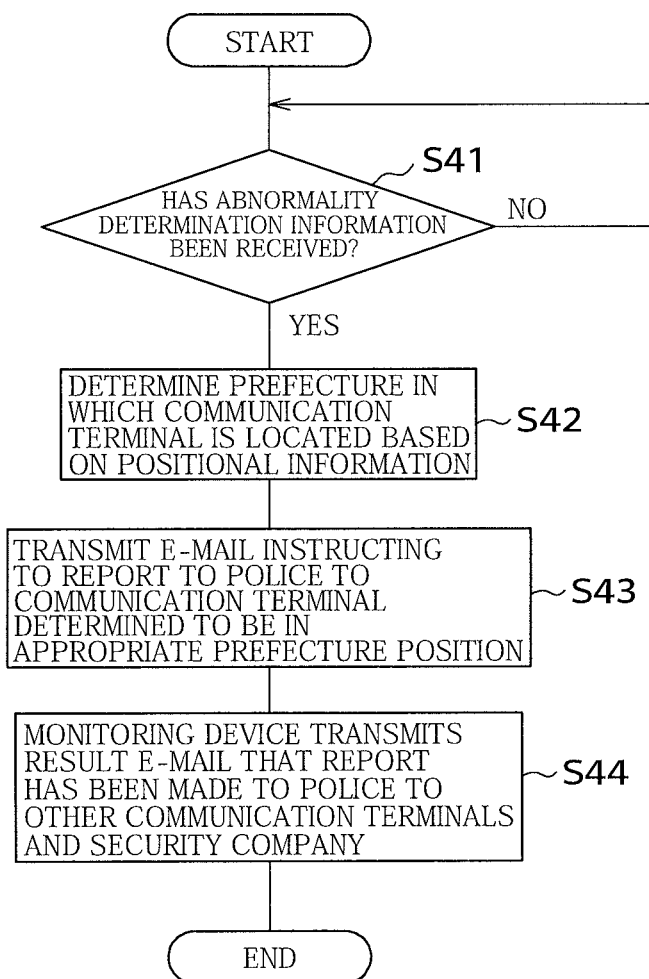 START
S41
HAS ABNORMALITY
DETERMINATION INFORMATION
BEEN RECEIVED?
NO
YES
DETERMINE PREFECTURE IN
WHICH COMMUNICATION
TERMINAL IS LOCATED BASED
ON POSITIONAL INFORMATION
S42
TRANSMIT E-MAIL INSTRUCTING
TO REPORT TO POLICE TO
COMMUNICATION TERMINAL
DETERMINED TO BE IN
APPROPRIATE PREFECTURE POSITION
S43
MONITORING DEVICE TRANSMITS
RESULT E-MAIL THAT REPORT
HAS BEEN MADE TO POLICE TO
OTHER COMMUNICATION TERMINALS
AND SECURITY COMPANY
S44
END